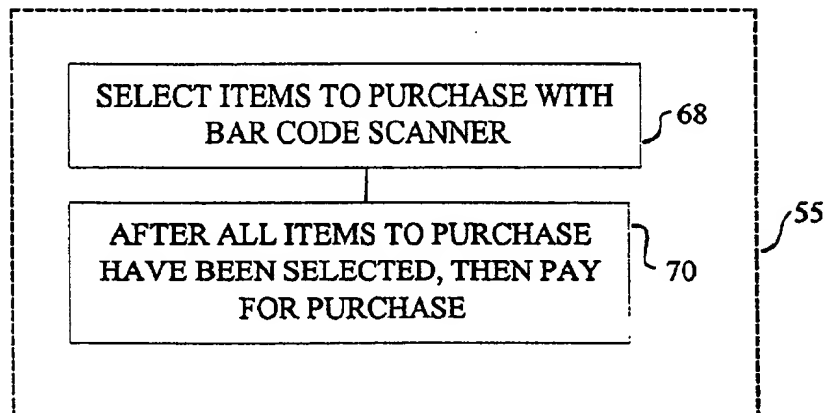 SELECT ITEMS TO PURCHASE WITH
BAR CODE SCANNER
68
AFTER ALL ITEMS TO PURCHASE
HAVE BEEN SELECTED, THEN PAY
FOR PURCHASE
70
55